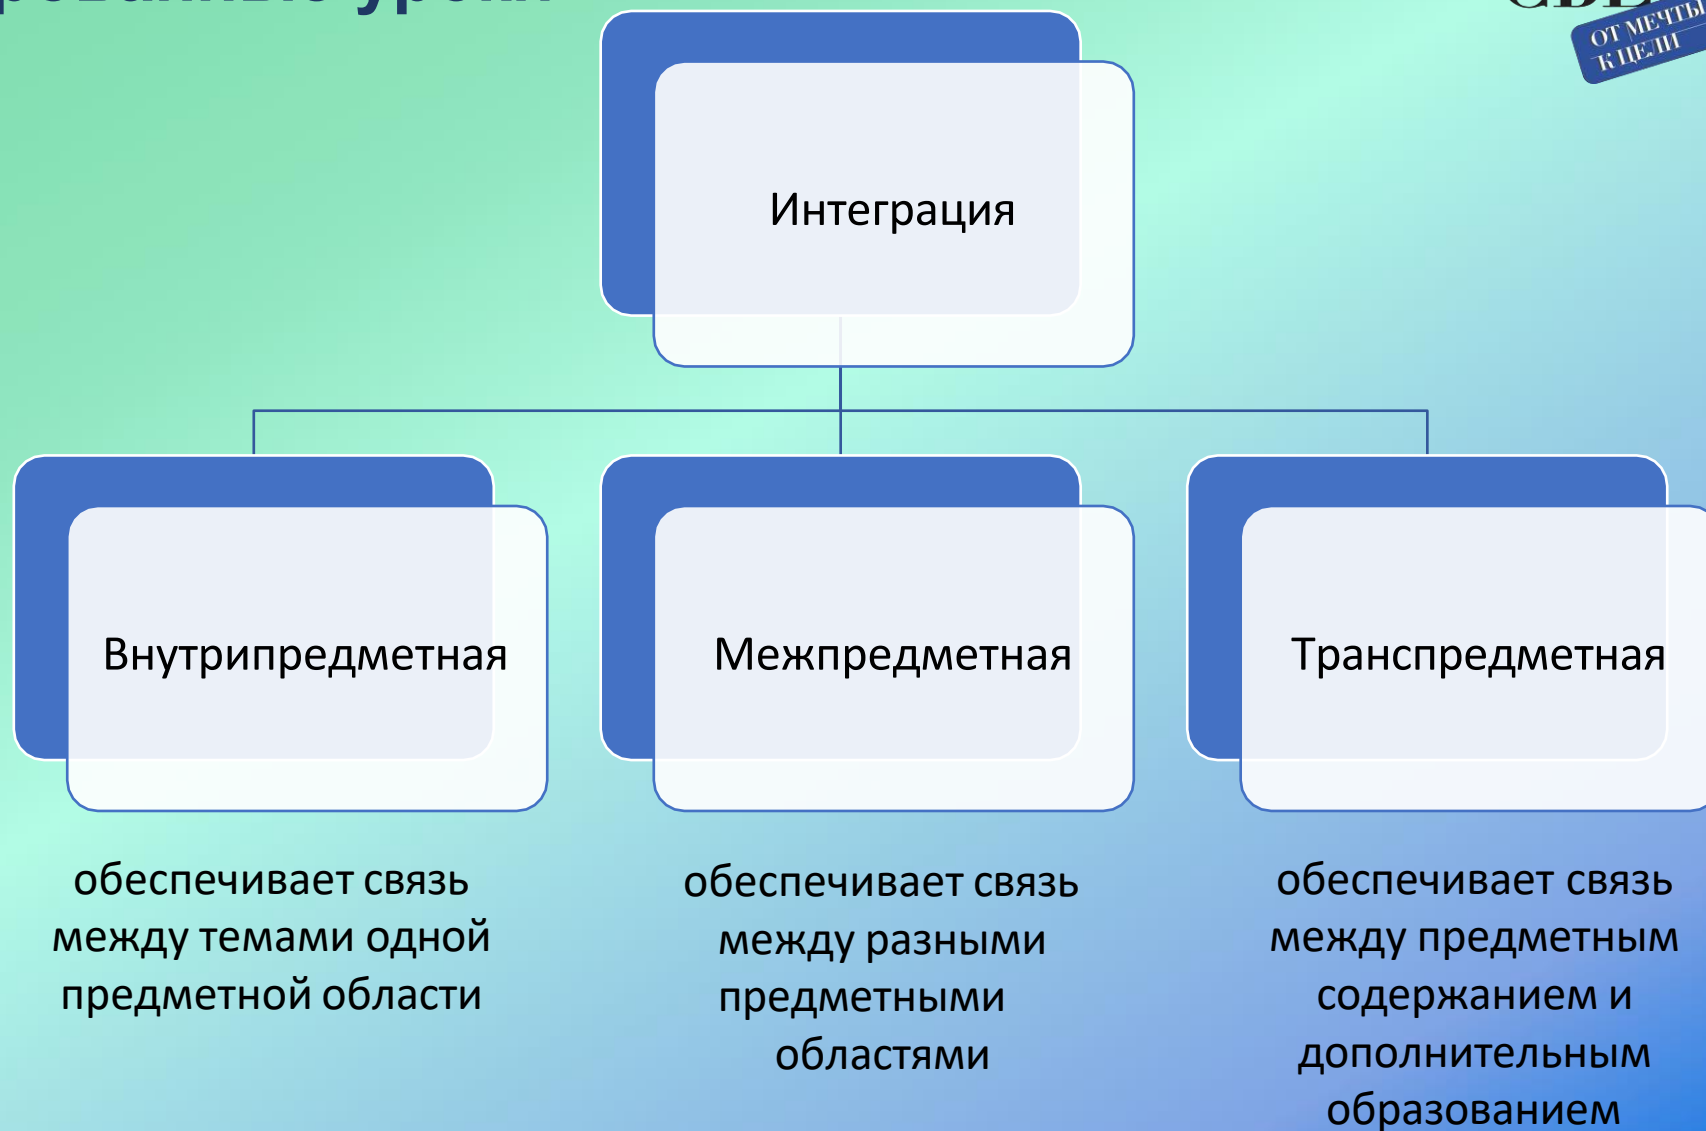 уроки
ОТ МЕЧТЫ
К ЦЕЛИ
Интеграция
Внутрипредметная
Межпредметная
Транспредметная
обеспечивает связь
между темами одной
предметной области
обеспечивает связь
между разными
предметными
областями
обеспечивает связь
между предметным
содержанием и
дополнительным
образованием